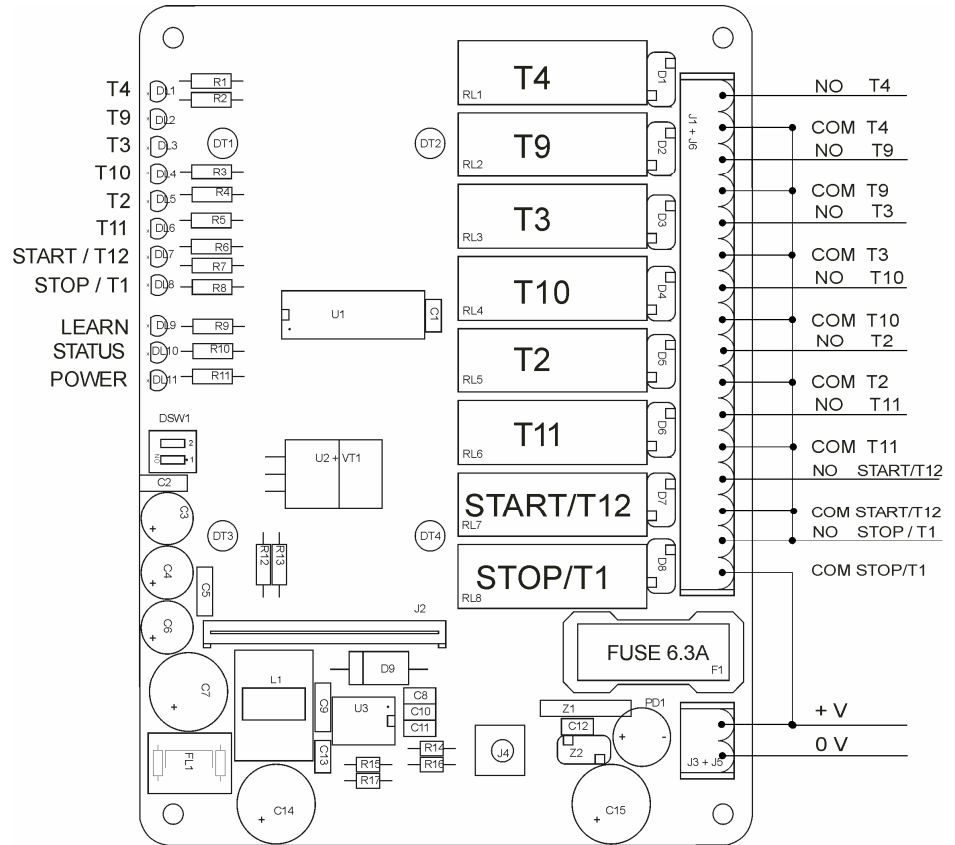 T4
DL1
R1
R2
T9
DL2
T3
DL3
DT1
DT2
T10
DL4
R3
T2
DL5
R4
T11
DL6
R5
START / T12
DL7
R6
R7
STOP / T1
DL8
R8
LEARN
DL9
R9
STATUS
DL10
R10
POWER
DL11
R11
DSW1
2
NO
1
U1
C1
U2 + VT1
C2
C3
C4
C5
C6
C7
DT3
DT4
R12
R13
J2
T4
RL1
D1
T9
RL2
D2
T3
RL3
D3
T10
RL4
D4
T2
RL5
D5
T11
RL6
D6
START/T12
RL7
D7
STOP/T1
RL8
D8
J1 + J6
NO T4
COM T4
NO T9
COM T9
NO T3
COM T3
NO T10
COM T10
NO T2
COM T2
NO T11
COM T11
NO START/T12
COM START/T12
NO STOP / T1
COM STOP/T1
FUSE 6.3A
F1
L1
D9
C9
U3
C8
C10
C11
C13
R14
R16
R15
R17
FL1
+
C14
J4
Z1
C12
Z2
PD1
+ -
C15
J3 + J5
+ V
0 V